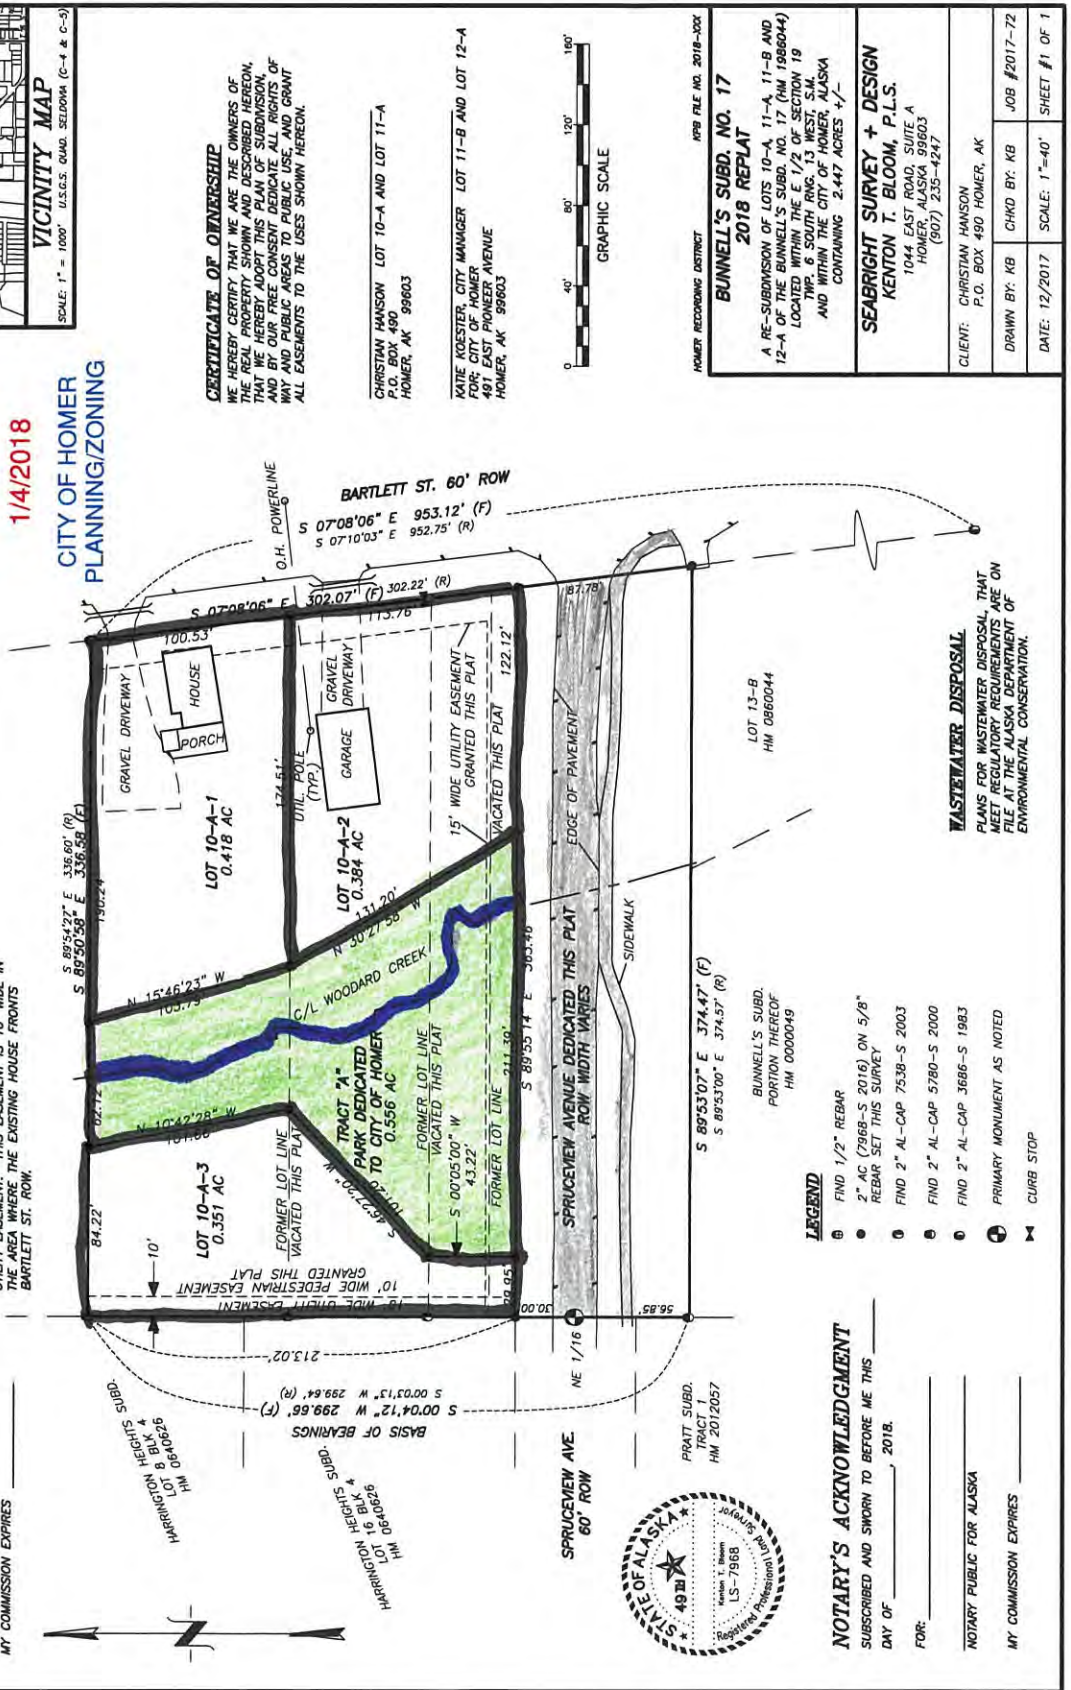 MY COMMISSION EXPIRES
THE AREA WHERE THE EXISTING HOUSE FRONTS
BARTLETT ST. ROW.
1/4/2018
CITY OF HOMER
PLANNING/ZONING
VICINITY MAP
SCALE: 1" = 1000' U.S.G.S. QUAD. SELDOVIA (C-4 & C-5)
CERTIFICATE OF OWNERSHIP
WE HEREBY CERTIFY THAT WE ARE THE OWNERS OF
THE REAL PROPERTY SHOWN AND DESCRIBED HEREON,
THAT WE HEREBY ADOPT THIS PLAN OF SUBDIVISION,
AND BY OUR FREE CONSENT DEDICATE ALL RIGHTS OF
WAY AND PUBLIC AREAS TO PUBLIC USE, AND GRANT
ALL EASEMENTS TO THE USES SHOWN HEREON.
CHRISTIAN HANSON LOT 10-A AND LOT 11-A
P.O. BOX 490
HOMER, AK 99603
KATIE KOESTER, CITY MANAGER LOT 11-B AND LOT 12-A
FOR: CITY OF HOMER
491 EAST PIONEER AVENUE
HOMER, AK 99603
0 40' 80' 120' 160'
GRAPHIC SCALE
HOMER RECORDING DISTRICT KPB FILE NO. 2018-XXX
BUNNELL'S SUBD. NO. 17
2018 REPLAT
A RE-SUBDIVISION OF LOTS 10-A, 11-A, 11-B AND
12-A OF THE BUNNELL'S SUBD. NO. 17 (HM 1986044)
LOCATED WITHIN THE E 1/2 OF SECTION 19
TWP. 6 SOUTH RNG. 13 WEST, S.M.
AND WITHIN THE CITY OF HOMER, ALASKA
CONTAINING 2.447 ACRES +/-
SEABRIGHT SURVEY + DESIGN
KENTON T. BLOOM, P.L.S.
1044 EAST ROAD, SUITE A
HOMER, ALASKA 99603
(907) 235-4247
CLIENT: CHRISTIAN HANSON
P.O. BOX 490 HOMER, AK
DRAWN BY: KB CHKD BY: KB JOB #2017-72
DATE: 12/2017 SCALE: 1"=40' SHEET #1 OF 1
S 89°54'27" E 336.60' (R)
S 89°50'58" E 336.58' (F)
84.22'
62.12'
190.24'
GRAVEL DRIVEWAY
HOUSE
PORCH
100.53'
LOT 10-A-1
0.418 AC
174.51'
UTIL. POLE
(TYP.)
GARAGE
GRAVEL
DRIVEWAY
LOT 10-A-2
0.384 AC
15' WIDE UTILITY EASEMENT
GRANTED THIS PLAT
VACATED THIS PLAT
113.76'
122.12'
S 07°08'06" E 302.07' (F)
302.22' (R)
O.H. POWERLINE
BARTLETT ST. 60' ROW
S 07°08'06" E 953.12' (F)
S 07°10'03" E 952.75' (R)
N 15°46'23" W
103.79'
N 30°27'58" W
131.20'
C/L WOODARD CREEK
N 10°42'28" W
101.66'
TRACT "A"
PARK DEDICATED
TO CITY OF HOMER
0.556 AC
LOT 10-A-3
0.351 AC
FORMER LOT LINE
VACATED THIS PLAT
FORMER LOT LINE
VACATED THIS PLAT
FORMER LOT LINE
S 46°27'20" W
101.20'
S 00°05'00" W
43.22'
211.39'
S 89°55'14" E 363.46'
29.95'
10'
10' WIDE PEDESTRIAN EASEMENT
GRANTED THIS PLAT
WIDE UTILITY EASEMENT
213.02'
S 00°03'13" W 299.64' (R)
S 00°04'12" W 299.66' (F)
BASIS OF BEARINGS
HARRINGTON HEIGHTS SUBD.
LOT 8 BLK 4
HM 0640626
HARRINGTON HEIGHTS SUBD.
LOT 16 BLK 4
HM 0640626
SPRUCEVIEW AVE.
60' ROW
NE 1/16
30.00'
56.85'
87.78'
SPRUCEVIEW AVENUE DEDICATED THIS PLAT
ROW WIDTH VARIES
EDGE OF PAVEMENT
SIDEWALK
S 89°53'07" E 374.47' (F)
S 89°53'00" E 374.57' (R)
LOT 13-B
HM 0860044
BUNNELL'S SUBD.
PORTION THEREOF
HM 0000049
PRATT SUBD.
TRACT 1
HM 2012057
WASTEWATER DISPOSAL
PLANS FOR WASTEWATER DISPOSAL, THAT
MEET REGULATORY REQUIREMENTS ARE ON
FILE AT THE ALASKA DEPARTMENT OF
ENVIRONMENTAL CONSERVATION.
LEGEND
FIND 1/2" REBAR
2" AC (7968-S 2016) ON 5/8"
REBAR SET THIS SURVEY
FIND 2" AL-CAP 7538-S 2003
FIND 2" AL-CAP 5780-S 2000
FIND 2" AL-CAP 3686-S 1983
PRIMARY MONUMENT AS NOTED
CURB STOP
STATE OF ALASKA
49TH
Kenton T. Bloom
LS-7968
Registered Professional Land Surveyor
NOTARY'S ACKNOWLEDGMENT
SUBSCRIBED AND SWORN TO BEFORE ME THIS
DAY OF , 2018.
FOR:
NOTARY PUBLIC FOR ALASKA
MY COMMISSION EXPIRES